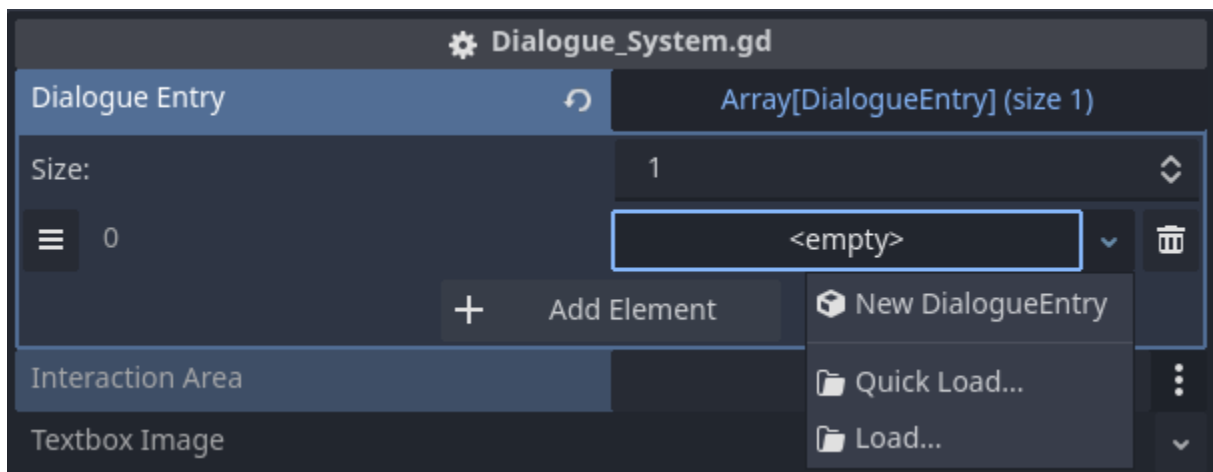 Dialogue_System.gd
Dialogue Entry Array[DialogueEntry] (size 1)
Size: 1
0 <empty>
New DialogueEntry
Add Element
Interaction Area
Quick Load...
Textbox Image
Load...